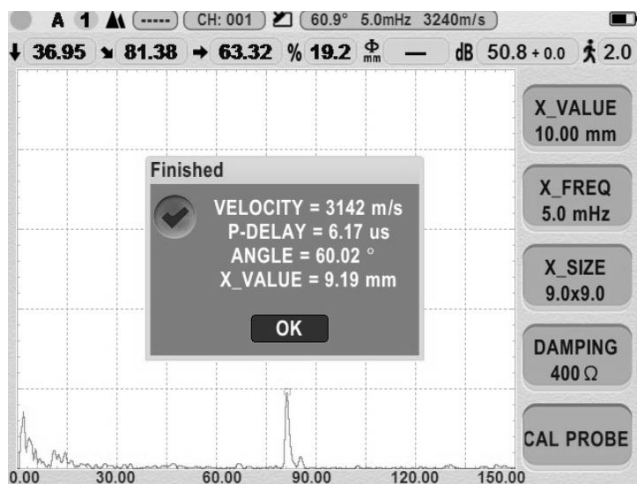 A 1 (-----) CH: 001 60.9° 5.0mHz 3240m/s
36.95 81.38 63.32 % 19.2 Φ mm — dB 50.8 + 0.0 2.0
X_VALUE
10.00 mm
X_FREQ
5.0 mHz
X_SIZE
9.0x9.0
DAMPING
400 Ω
CAL PROBE
Finished
VELOCITY = 3142 m/s
P-DELAY = 6.17 us
ANGLE = 60.02 °
X_VALUE = 9.19 mm
OK
0.00 30.00 60.00 90.00 120.00 150.00